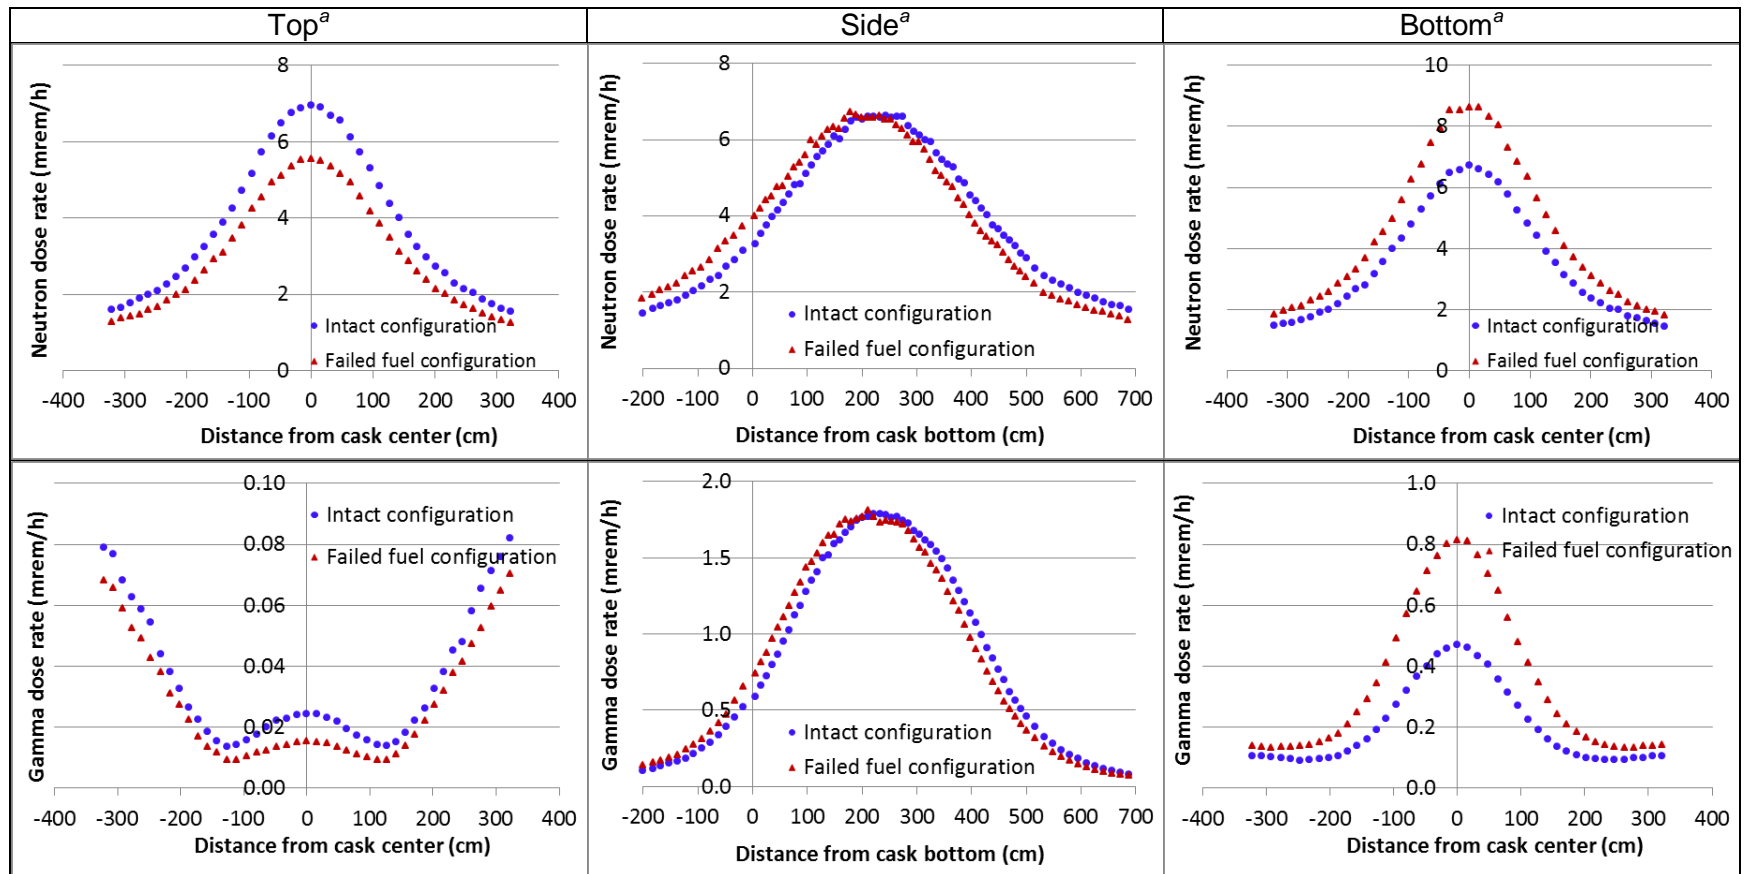 Topᵃ
Sideᵃ
Bottomᵃ
Neutron dose rate (mrem/h)
8
6
4
2
0
Intact configuration
Failed fuel configuration
-400 -300 -200 -100 0 100 200 300 400
Distance from cask center (cm)
Neutron dose rate (mrem/h)
8
6
4
2
0
Intact configuration
Failed fuel configuration
-200 -100 0 100 200 300 400 500 600 700
Distance from cask bottom (cm)
Neutron dose rate (mrem/h)
10
8
6
4
2
0
Intact configuration
Failed fuel configuration
-400 -300 -200 -100 0 100 200 300 400
Distance from cask center (cm)
Gamma dose rate (mrem/h)
0.10
0.08
0.06
0.04
0.02
0.00
Intact configuration
Failed fuel configuration
-400 -300 -200 -100 0 100 200 300 400
Distance from cask center (cm)
Gamma dose rate (mrem/h)
2.0
1.5
1.0
0.5
0.0
Intact configuration
Failed fuel configuration
-200 -100 0 100 200 300 400 500 600 700
Distance from cask bottom (cm)
Gamma dose rate (mrem/h)
1.0
0.8
0.6
0.4
0.2
0.0
Intact configuration
Failed fuel configuration
-400 -300 -200 -100 0 100 200 300 400
Distance from cask center (cm)